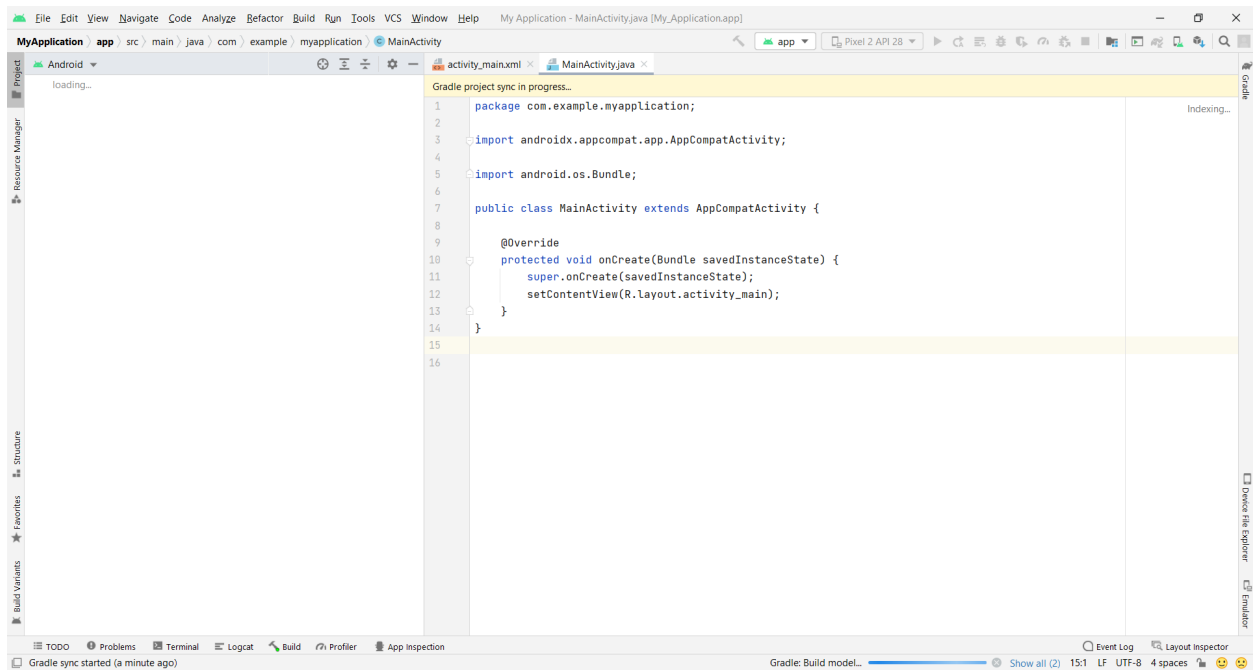 File Edit View Navigate Code Analyze Refactor Build Run Tools VCS Window Help My Application - MainActivity.java [My_Application.app]
MyApplication app src main java com example myapplication MainActivity app Pixel 2 API 28
Android activity_main.xml MainActivity.java
loading...
Gradle project sync in progress...
Indexing...
1 package com.example.myapplication;
2
3 import androidx.appcompat.app.AppCompatActivity;
4
5 import android.os.Bundle;
6
7 public class MainActivity extends AppCompatActivity {
8
9 @Override
10 protected void onCreate(Bundle savedInstanceState) {
11 super.onCreate(savedInstanceState);
12 setContentView(R.layout.activity_main);
13 }
14 }
15
16
Project
Resource Manager
Structure
Favorites
Build Variants
Gradle
Device File Explorer
Emulator
TODO Problems Terminal Logcat Build Profiler App Inspection Event Log Layout Inspector
Gradle sync started (a minute ago) Gradle: Build model... Show all (2) 15:1 LF UTF-8 4 spaces